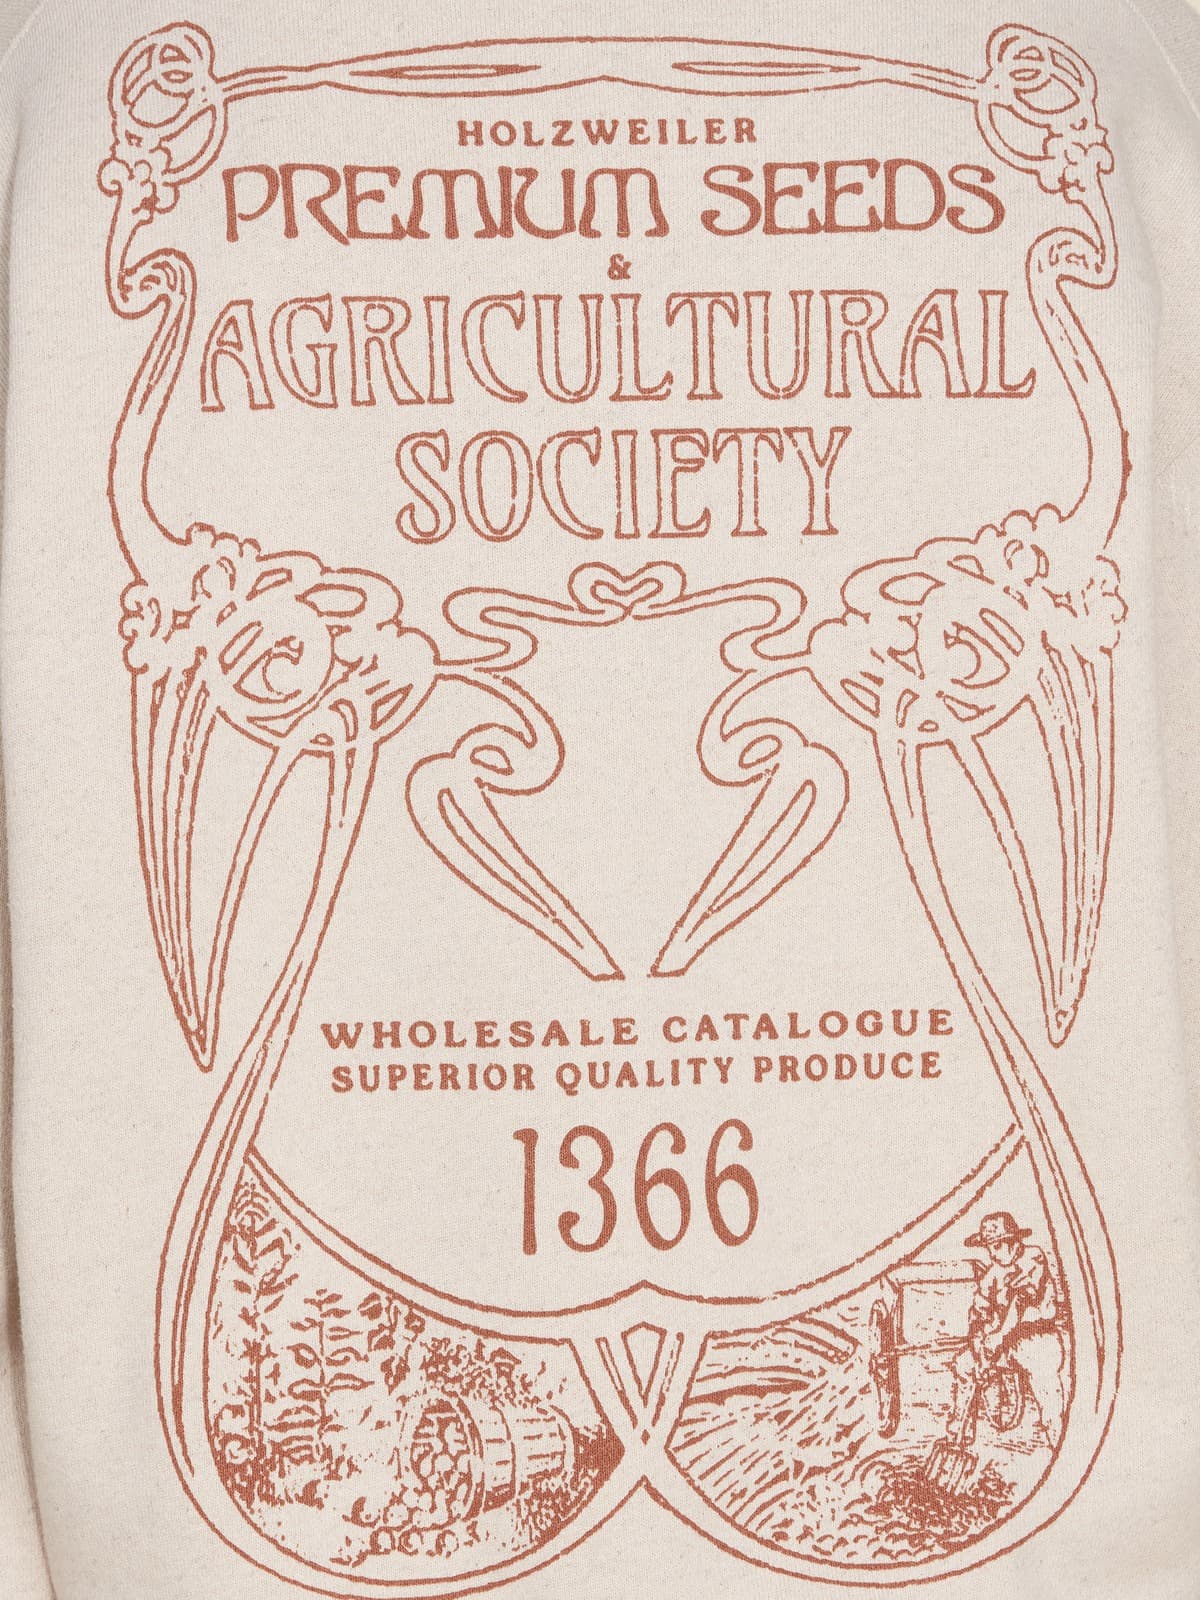 HOLZWEILER
PREMIUM SEEDS
&
AGRICULTURAL
SOCIETY
WHOLESALE CATALOGUE
SUPERIOR QUALITY PRODUCE
1366